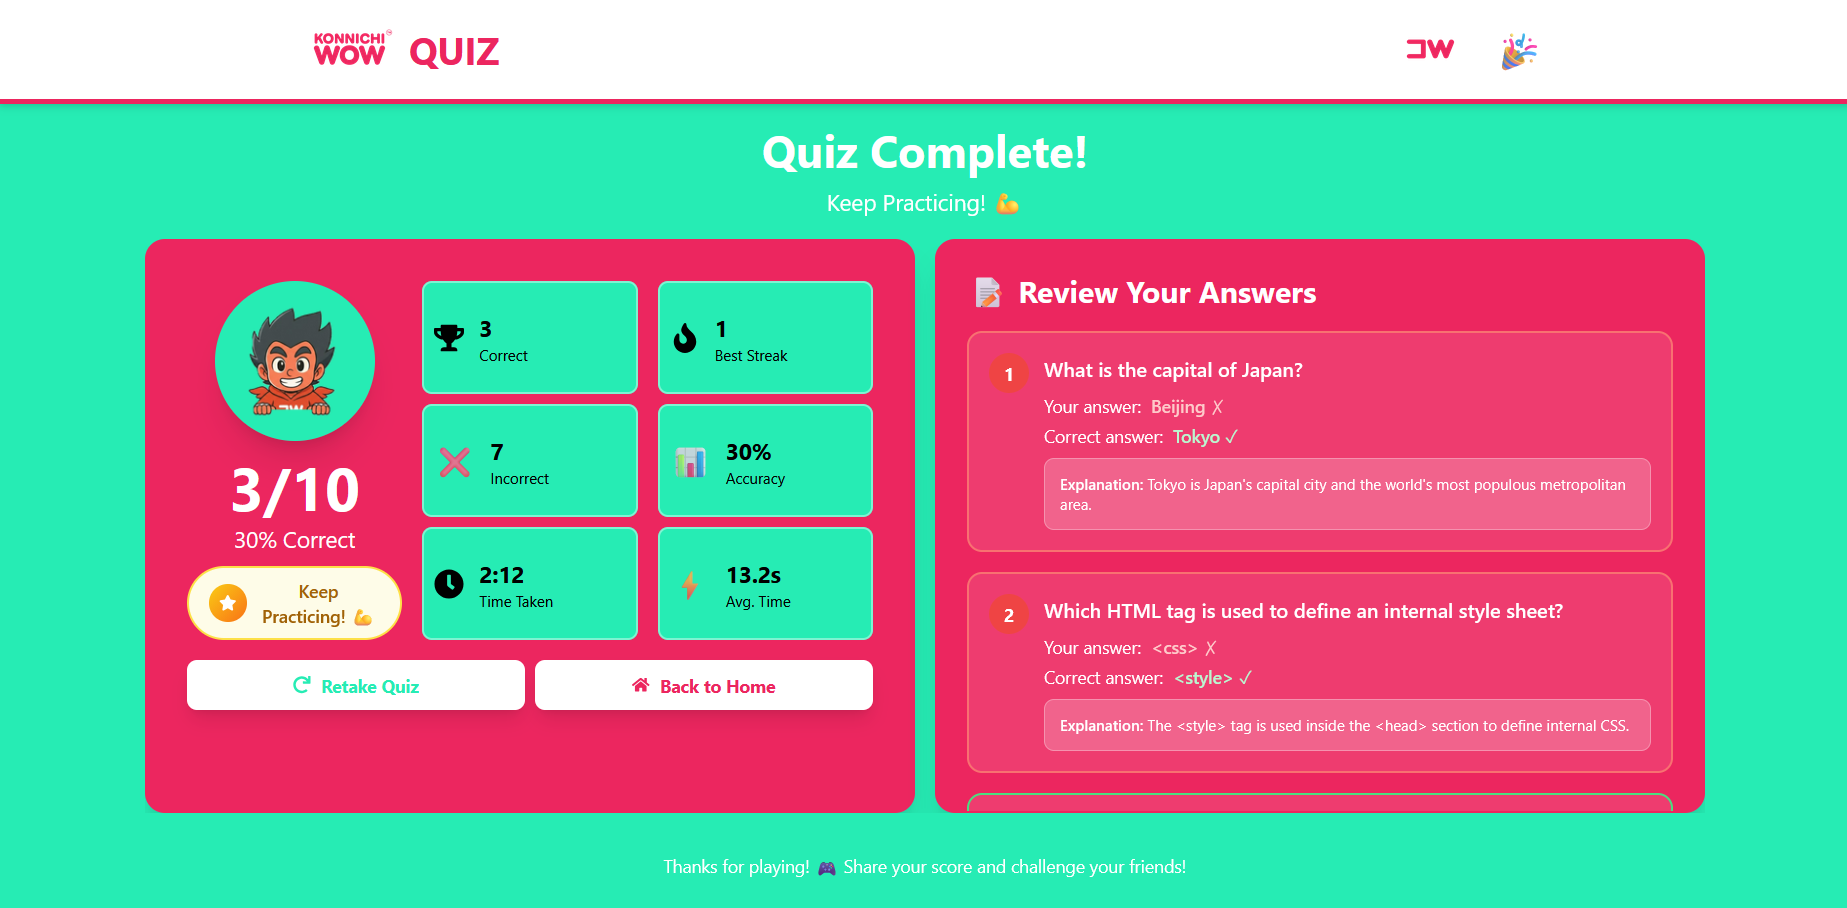 KONNICHI
WOW
QUIZ
Quiz Complete!
Keep Practicing! 💪
3
Correct
1
Best Streak
7
Incorrect
30%
Accuracy
2:12
Time Taken
13.2s
Avg. Time
3/10
30% Correct
Keep
Practicing! 💪
Retake Quiz
Back to Home
Review Your Answers
1
What is the capital of Japan?
Your answer: Beijing ✗
Correct answer: Tokyo ✓
Explanation: Tokyo is Japan's capital city and the world's most populous metropolitan
area.
2
Which HTML tag is used to define an internal style sheet?
Your answer: <css> ✗
Correct answer: <style> ✓
Explanation: The <style> tag is used inside the <head> section to define internal CSS.
Thanks for playing! 🎮 Share your score and challenge your friends!